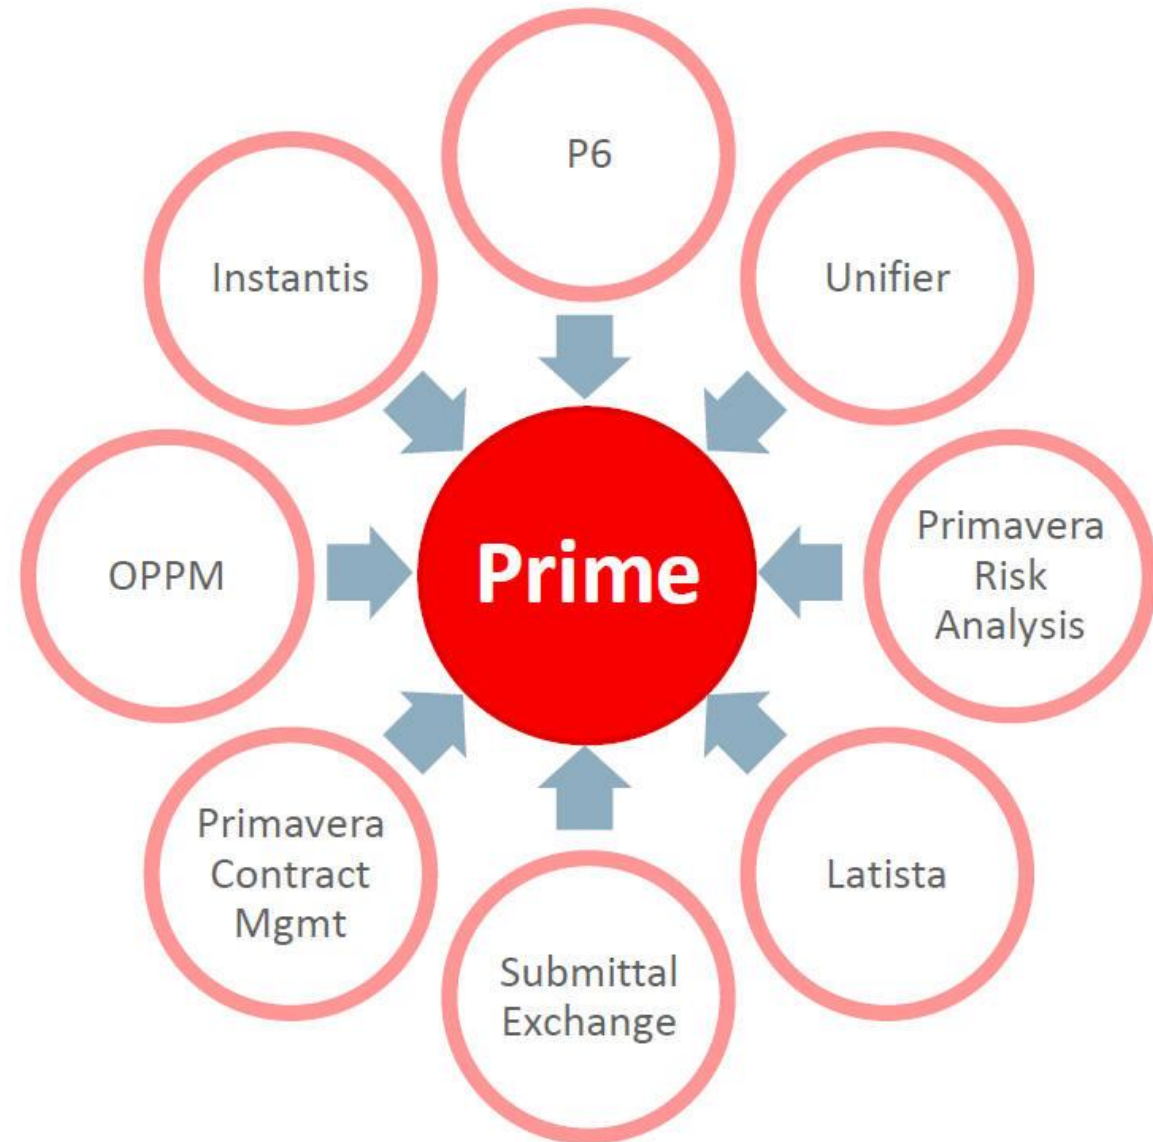 P6
Instantis
Unifier
Primavera
Risk
Analysis
OPPM
Prime
Primavera
Contract
Mgmt
Latista
Submittal
Exchange